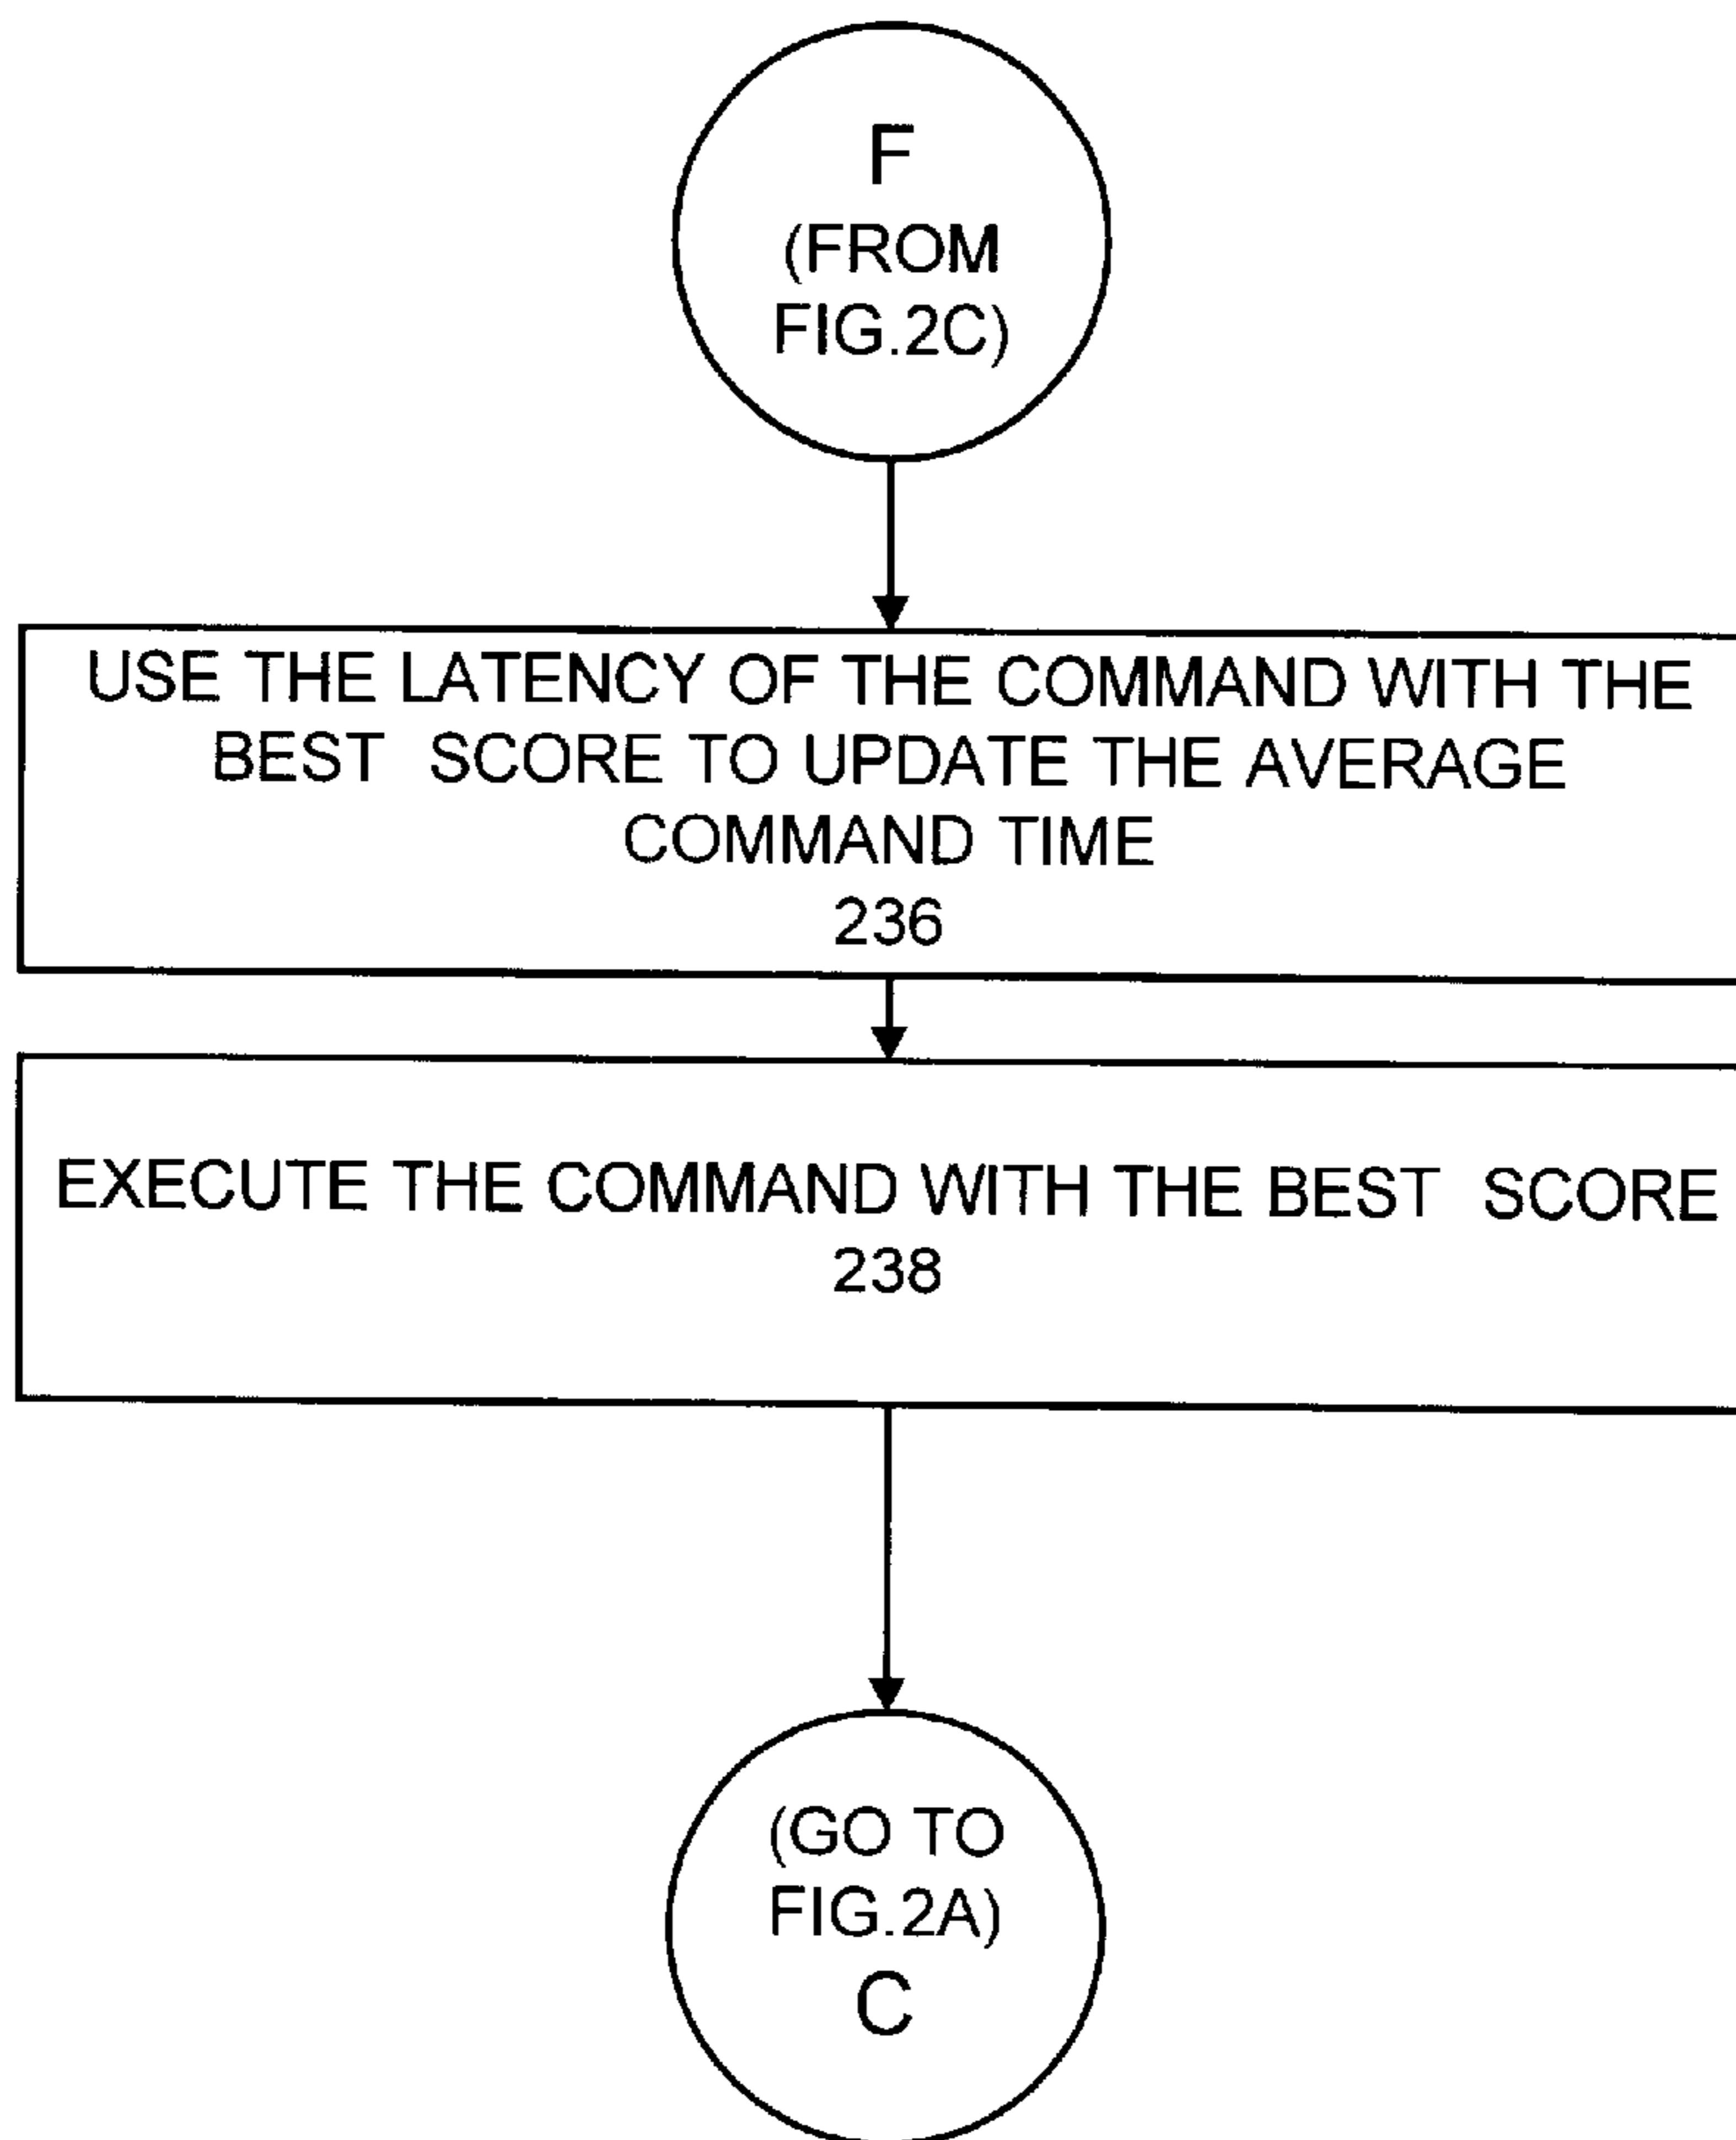 F
(FROM
FIG.2C)
USE THE LATENCY OF THE COMMAND WITH THE
BEST SCORE TO UPDATE THE AVERAGE
COMMAND TIME
236
EXECUTE THE COMMAND WITH THE BEST SCORE
238
(GO TO
FIG.2A)
C